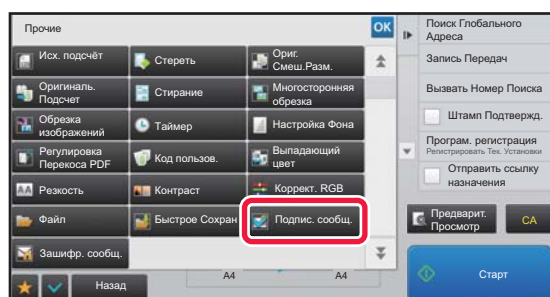 Прочие
OK
Исх. подсчёт
Стереть
Ориг.
Смеш.Разм.
Оригиналь.
Подсчет
Стирание
Многосторонняя
обрезка
Обрезка
изображений
Таймер
Настройка Фона
Регулировка
Перекоса PDF
Код пользов.
Выпадающий
цвет
AA Резкость
Контраст
Коррект. RGB
Файл
Быстрое Сохран
Подпис. сообщ.
Зашифр. сообщ.
Назад
A4
A4
Поиск Глобального
Адреса
Запись Передач
Вызвать Номер Поиска
Штамп Подтвержд.
Програм. регистрация
Регистрировать Тек. Установки
Отправить ссылку
назначения
Предварит.
Просмотр
CA
Старт